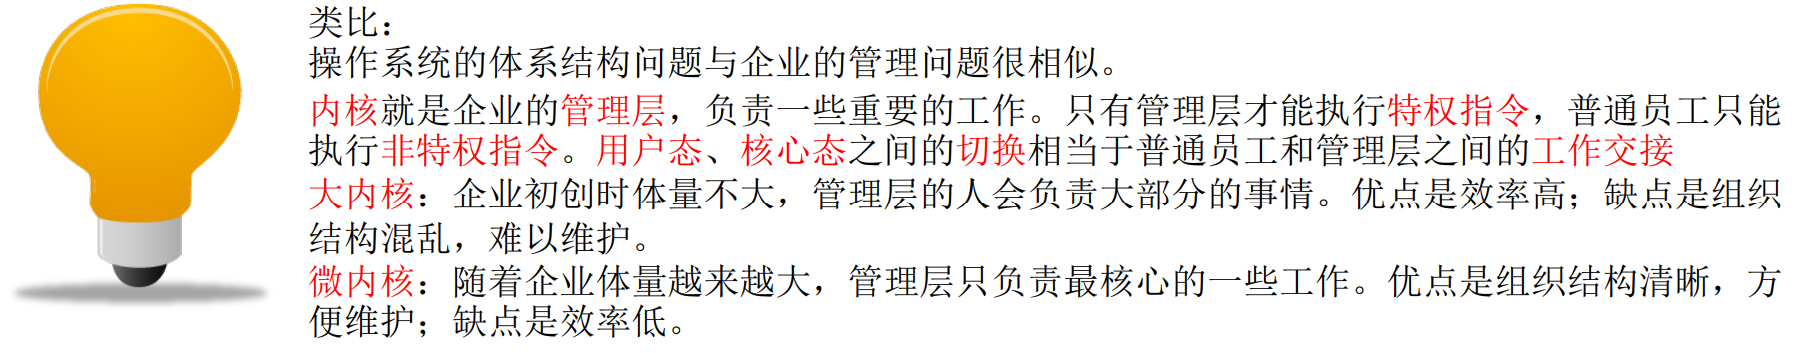 类比：
操作系统的体系结构问题与企业的管理问题很相似。
内核就是企业的管理层，负责一些重要的工作。只有管理层才能执行特权指令，普通员工只能
执行非特权指令。用户态、核心态之间的切换相当于普通员工和管理层之间的工作交接
大内核：企业初创时体量不大，管理层的人会负责大部分的事情。优点是效率高；缺点是组织
结构混乱，难以维护。
微内核：随着企业体量越来越大，管理层只负责最核心的一些工作。优点是组织结构清晰，方
便维护；缺点是效率低。